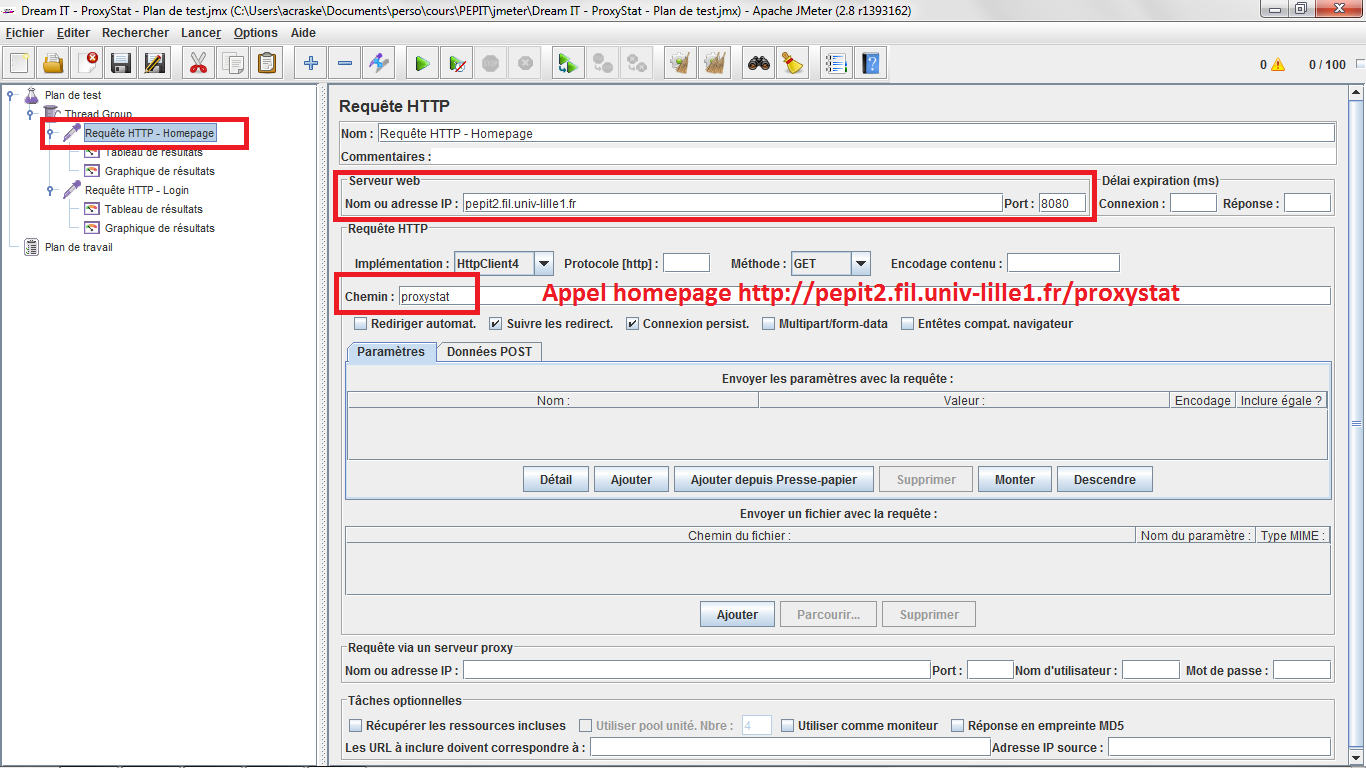 Dream IT - ProxyStat - Plan de test.jmx (C:\Users\acraske\Documents\perso\cours\PEPIT\jmeter\Dream IT - ProxyStat - Plan de test.jmx) - Apache JMeter (2.8 r1393162)
Fichier Editer Rechercher Lancer Options Aide
0 0 / 100
Plan de test
Thread Group
Requête HTTP - Homepage
Tableau de résultats
Graphique de résultats
Requête HTTP - Login
Tableau de résultats
Graphique de résultats
Plan de travail
Requête HTTP
Nom : Requête HTTP - Homepage
Commentaires :
Serveur web Délai expiration (ms)
Nom ou adresse IP : pepit2.fil.univ-lille1.fr Port : 8080 Connexion : Réponse :
Requête HTTP
Implémentation : HttpClient4 Protocole [http] : Méthode : GET Encodage contenu :
Chemin : proxystat Appel homepage http://pepit2.fil.univ-lille1.fr/proxystat
Rediriger automat. Suivre les redirect. Connexion persist. Multipart/form-data Entêtes compat. navigateur
Paramètres Données POST
Envoyer les paramètres avec la requête :
Nom : Valeur : Encodage Inclure égale ?
Détail Ajouter Ajouter depuis Presse-papier Supprimer Monter Descendre
Envoyer un fichier avec la requête :
Chemin du fichier : Nom du paramètre : Type MIME :
Ajouter Parcourir... Supprimer
Requête via un serveur proxy
Nom ou adresse IP : Port : Nom d'utilisateur : Mot de passe :
Tâches optionnelles
Récupérer les ressources incluses Utiliser pool unité. Nbre : 4 Utiliser comme moniteur Réponse en empreinte MD5
Les URL à inclure doivent correspondre à : Adresse IP source :